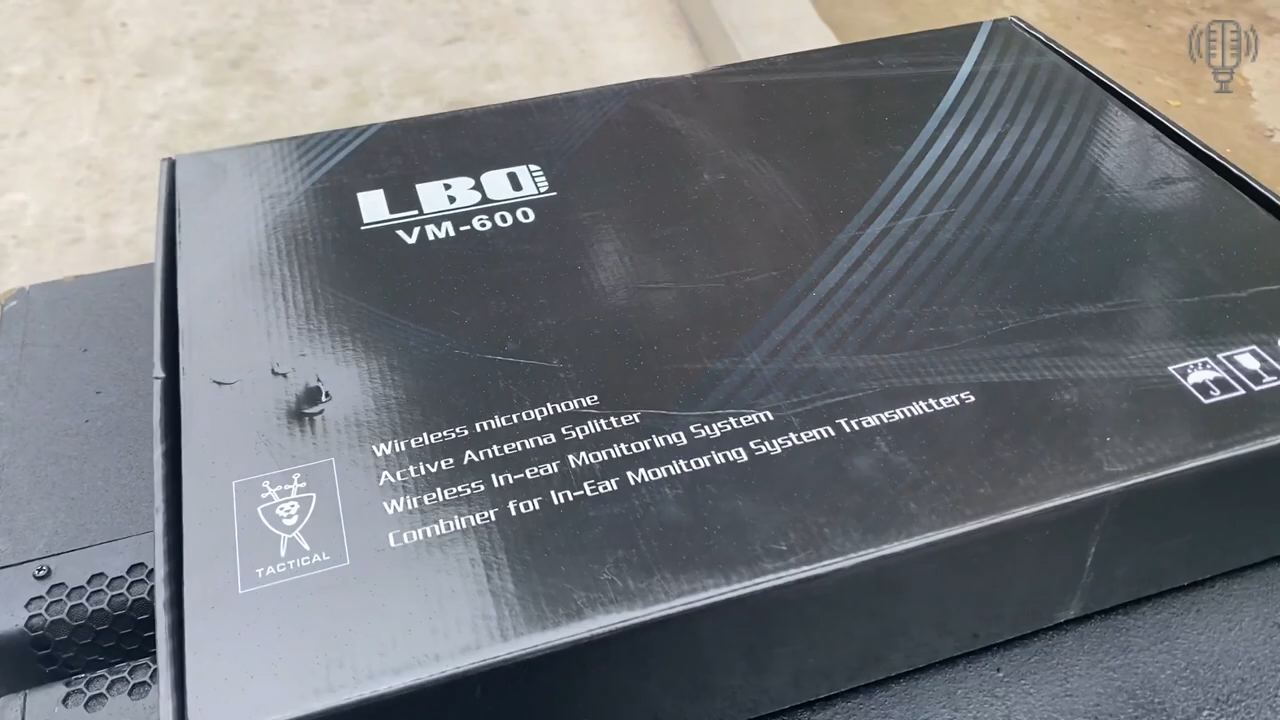 LBO
VM-600
Wireless microphone
Active Antenna Splitter
Wireless In-ear Monitoring System
Combiner for In-Ear Monitoring System Transmitters
TACTICAL